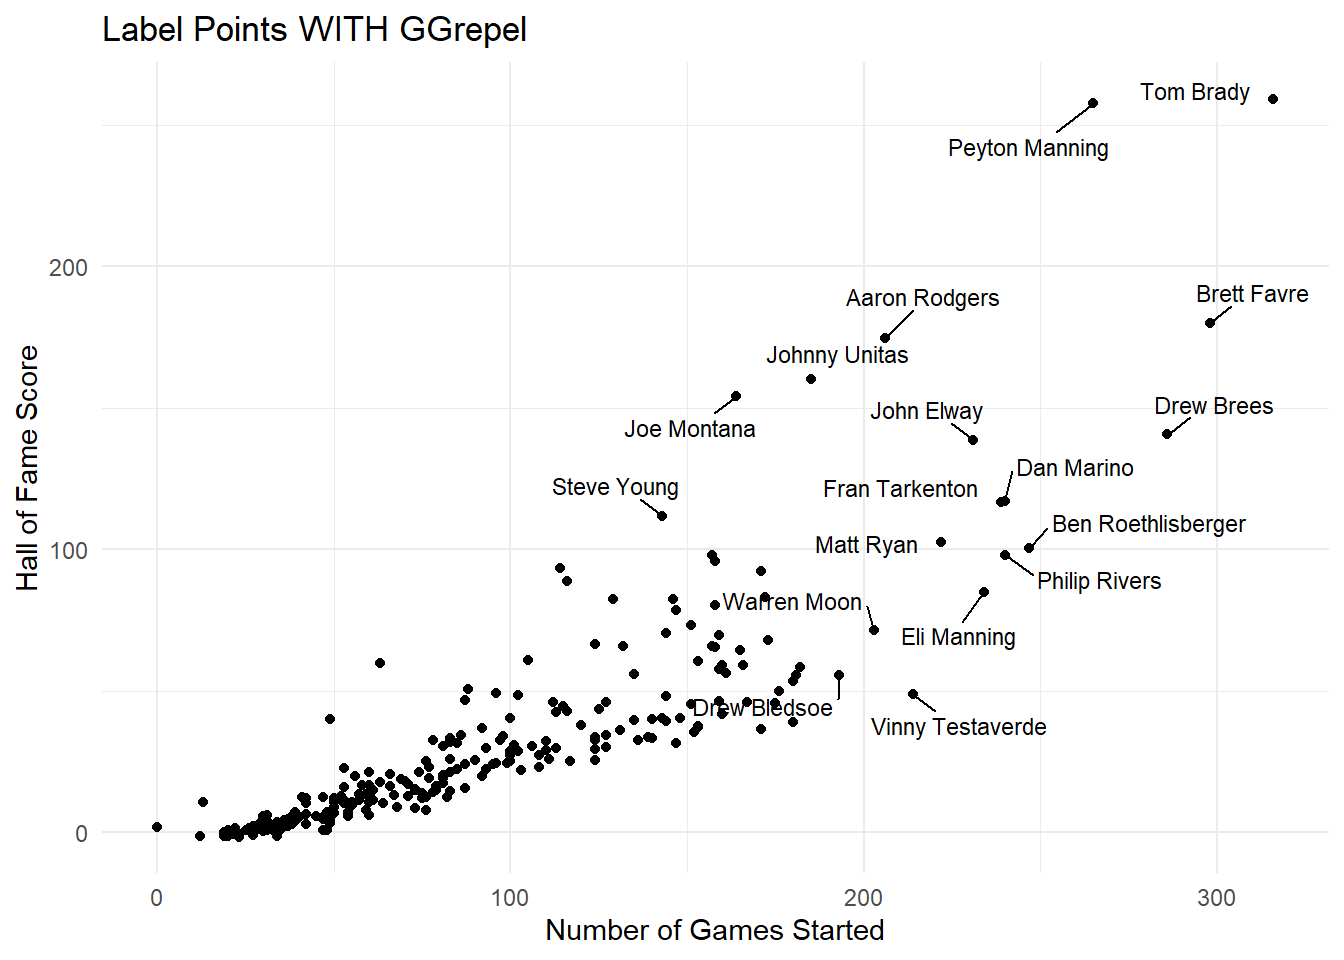 Label Points WITH GGrepel
Tom Brady
Peyton Manning
200
Brett Favre
Aaron Rodgers
Johnny Unitas
Drew Brees
John Elway
Joe Montana
Dan Marino
Steve Young
Fran Tarkenton
Ben Roethlisberger
Matt Ryan
100
Philip Rivers
Warren Moon
Eli Manning
Drew Bledsoe
Vinny Testaverde
0
Hall of Fame Score
0 100 200 300
Number of Games Started